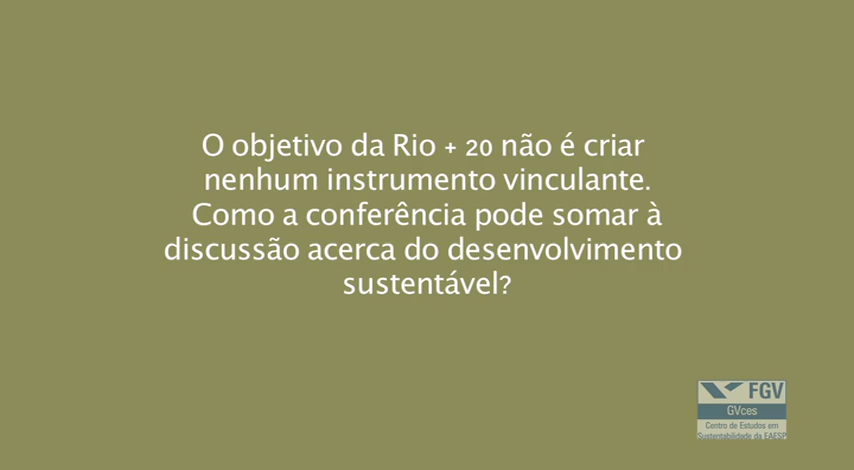 O objetivo da Rio + 20 não é criar
nenhum instrumento vinculante.
Como a conferência pode somar à
discussão acerca do desenvolvimento
sustentável?
FGV
GVces
Centro de Estudos em
Sustentabilidade da EAESP